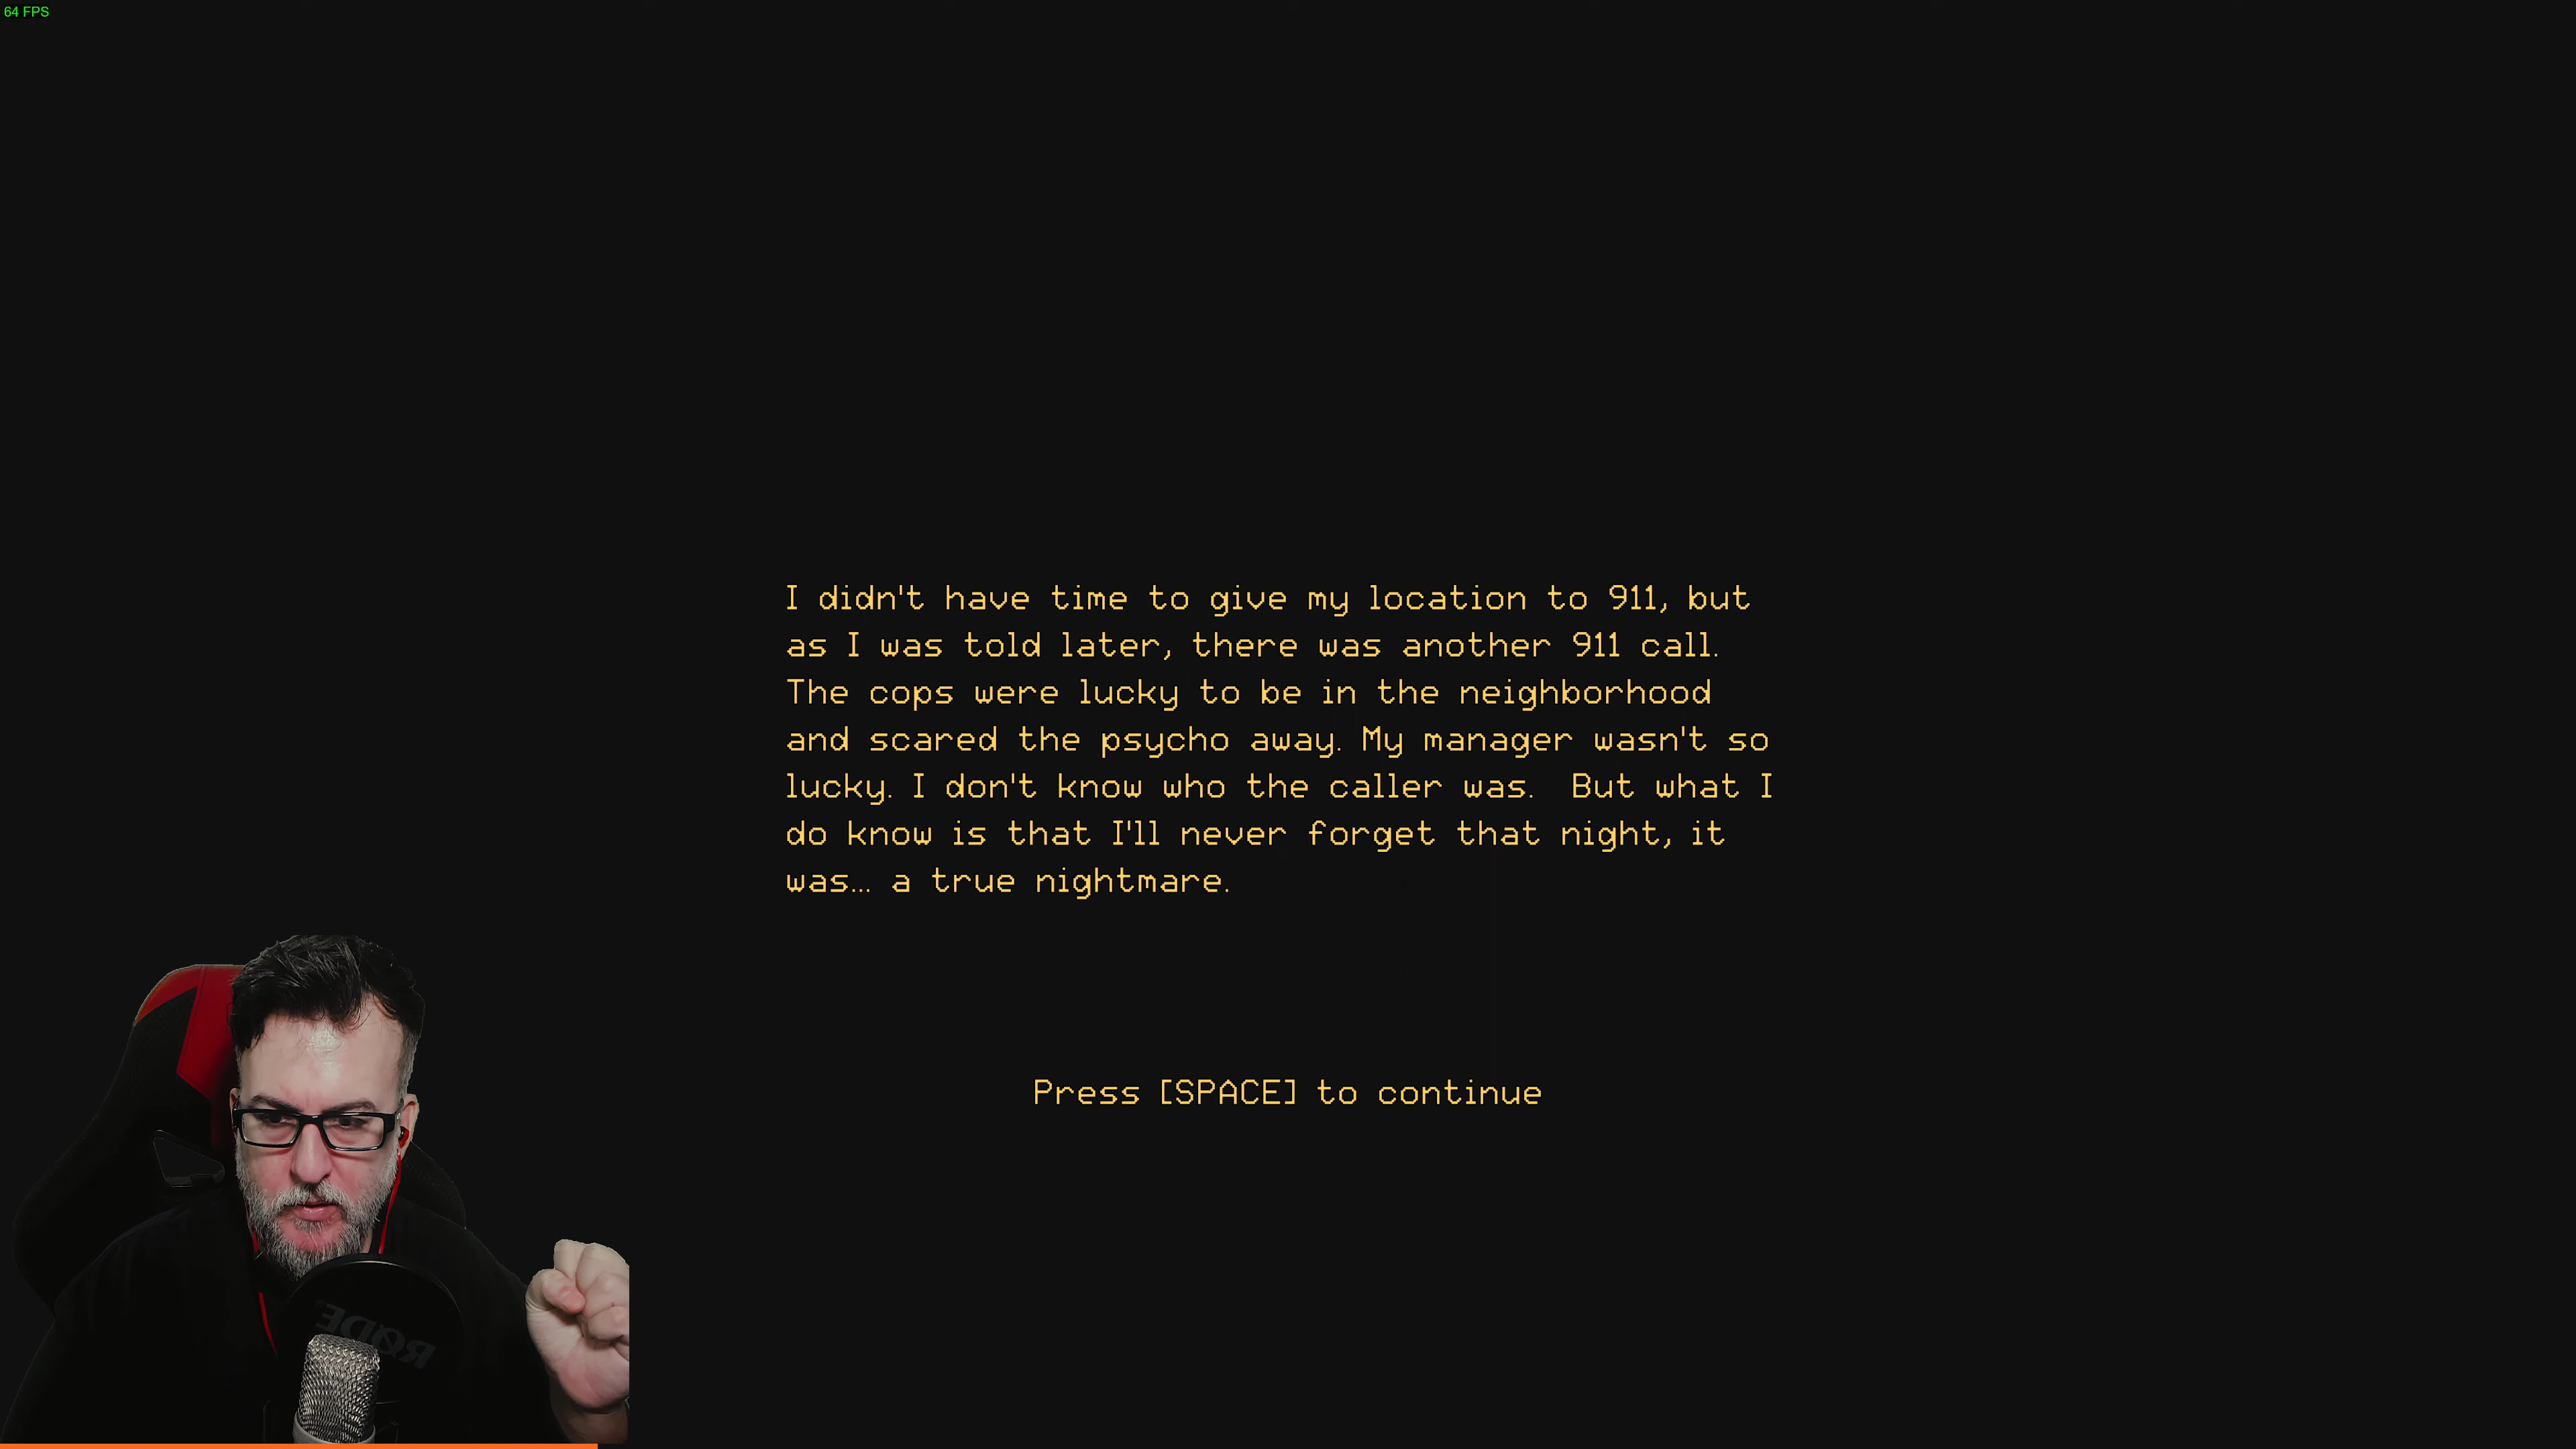 64 FPS
I didn't have time to give my location to 911, but
as I was told later, there was another 911 call.
The cops were lucky to be in the neighborhood
and scared the psycho away. My manager wasn't so
lucky. I don't know who the caller was.  But what I
do know is that I'll never forget that night, it
was... a true nightmare.
Press [SPACE] to continue
RØDE